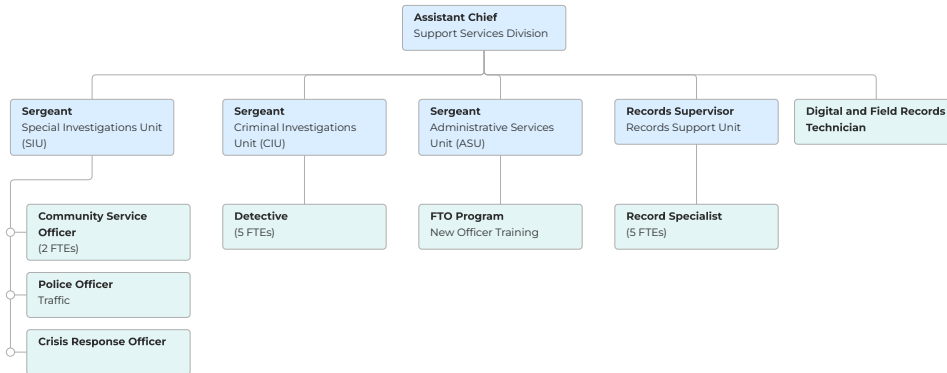 Assistant Chief
Support Services Division
Sergeant
Special Investigations Unit
(SIU)
Sergeant
Criminal Investigations
Unit (CIU)
Sergeant
Administrative Services
Unit (ASU)
Records Supervisor
Records Support Unit
Digital and Field Records
Technician
Community Service
Officer
(2 FTEs)
Police Officer
Traffic
Crisis Response Officer
Detective
(5 FTEs)
FTO Program
New Officer Training
Record Specialist
(5 FTEs)